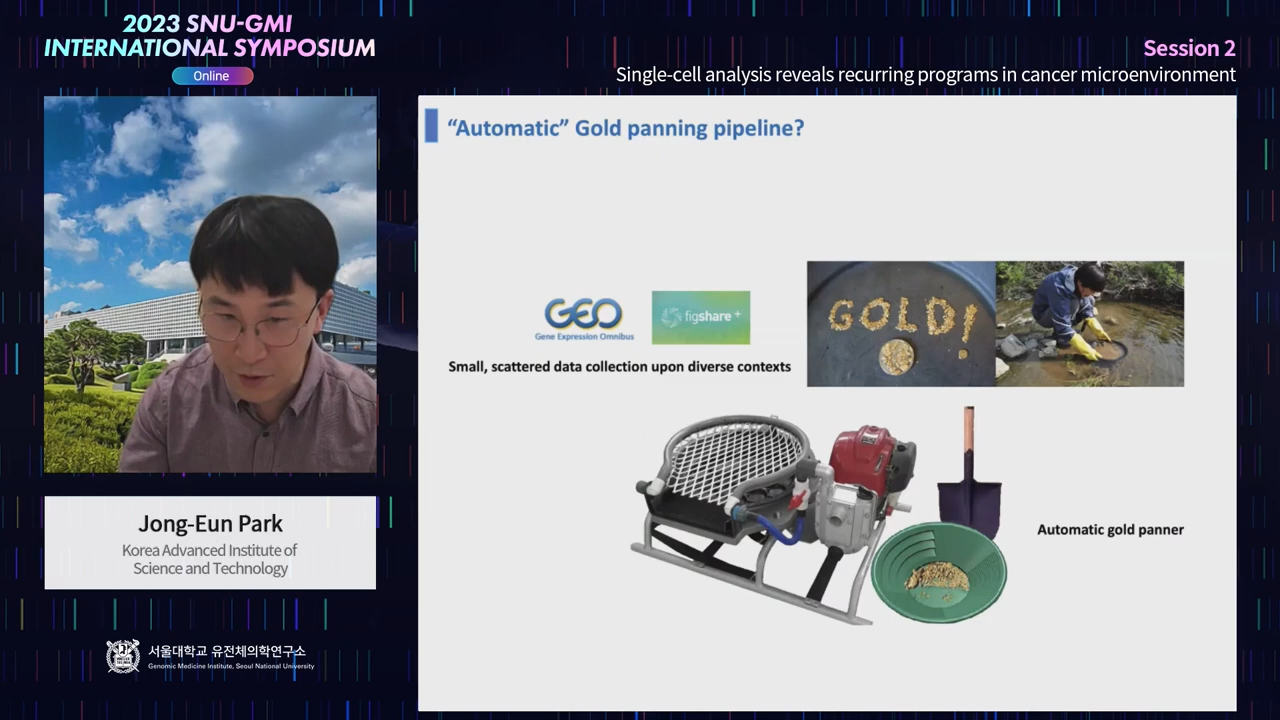 2023 SNU-GMI
INTERNATIONAL SYMPOSIUM
Online
Session 2
Single-cell analysis reveals recurring programs in cancer microenvironment
“Automatic” Gold panning pipeline?
GEO
Gene Expression Omnibus
figshare +
GOLD!
Small, scattered data collection upon diverse contexts
Automatic gold panner
Jong-Eun Park
Korea Advanced Institute of
Science and Technology
서울대학교 유전체의학연구소
Genomic Medicine Institute, Seoul National University